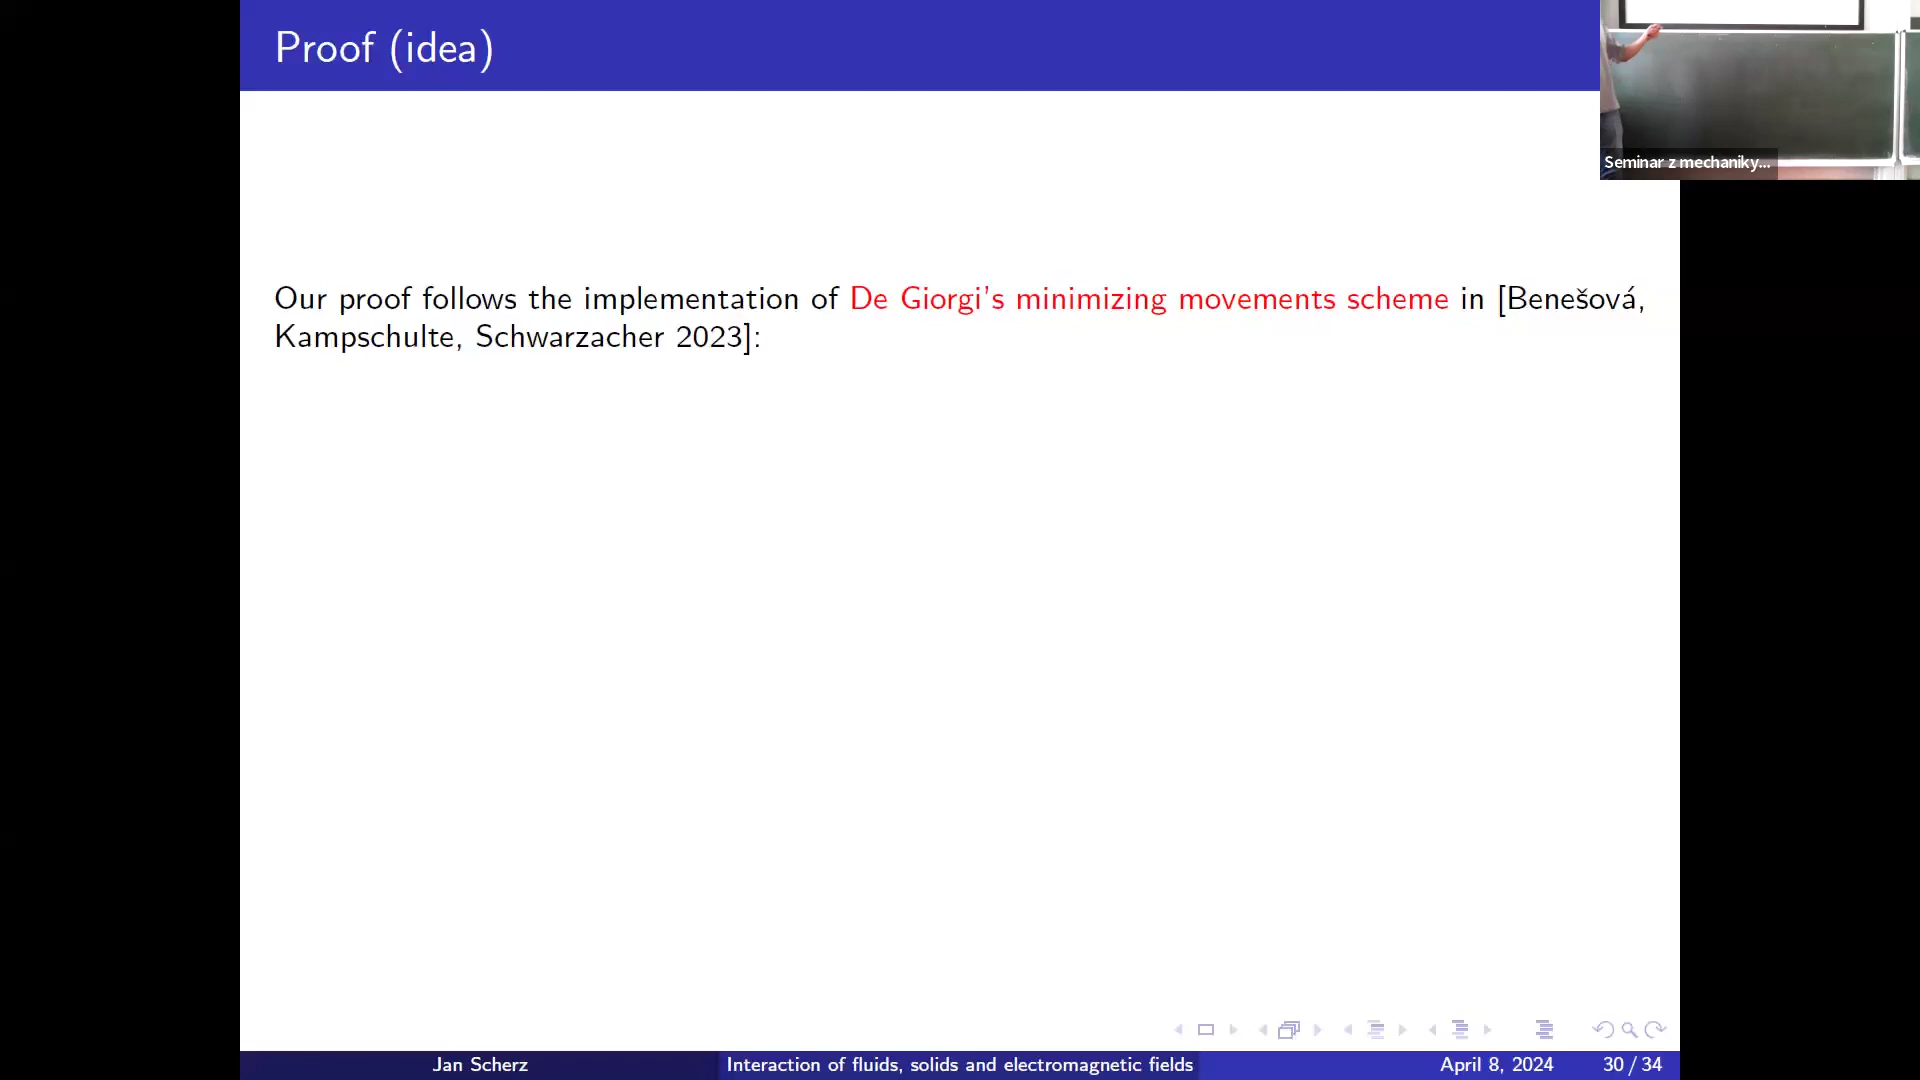 Proof (idea)
Seminar z mechaniky...
Our proof follows the implementation of De Giorgi's minimizing movements scheme in [Benešová,
Kampschulte, Schwarzacher 2023]:
Jan Scherz
Interaction of fluids, solids and electromagnetic fields
April 8, 2024
30 / 34